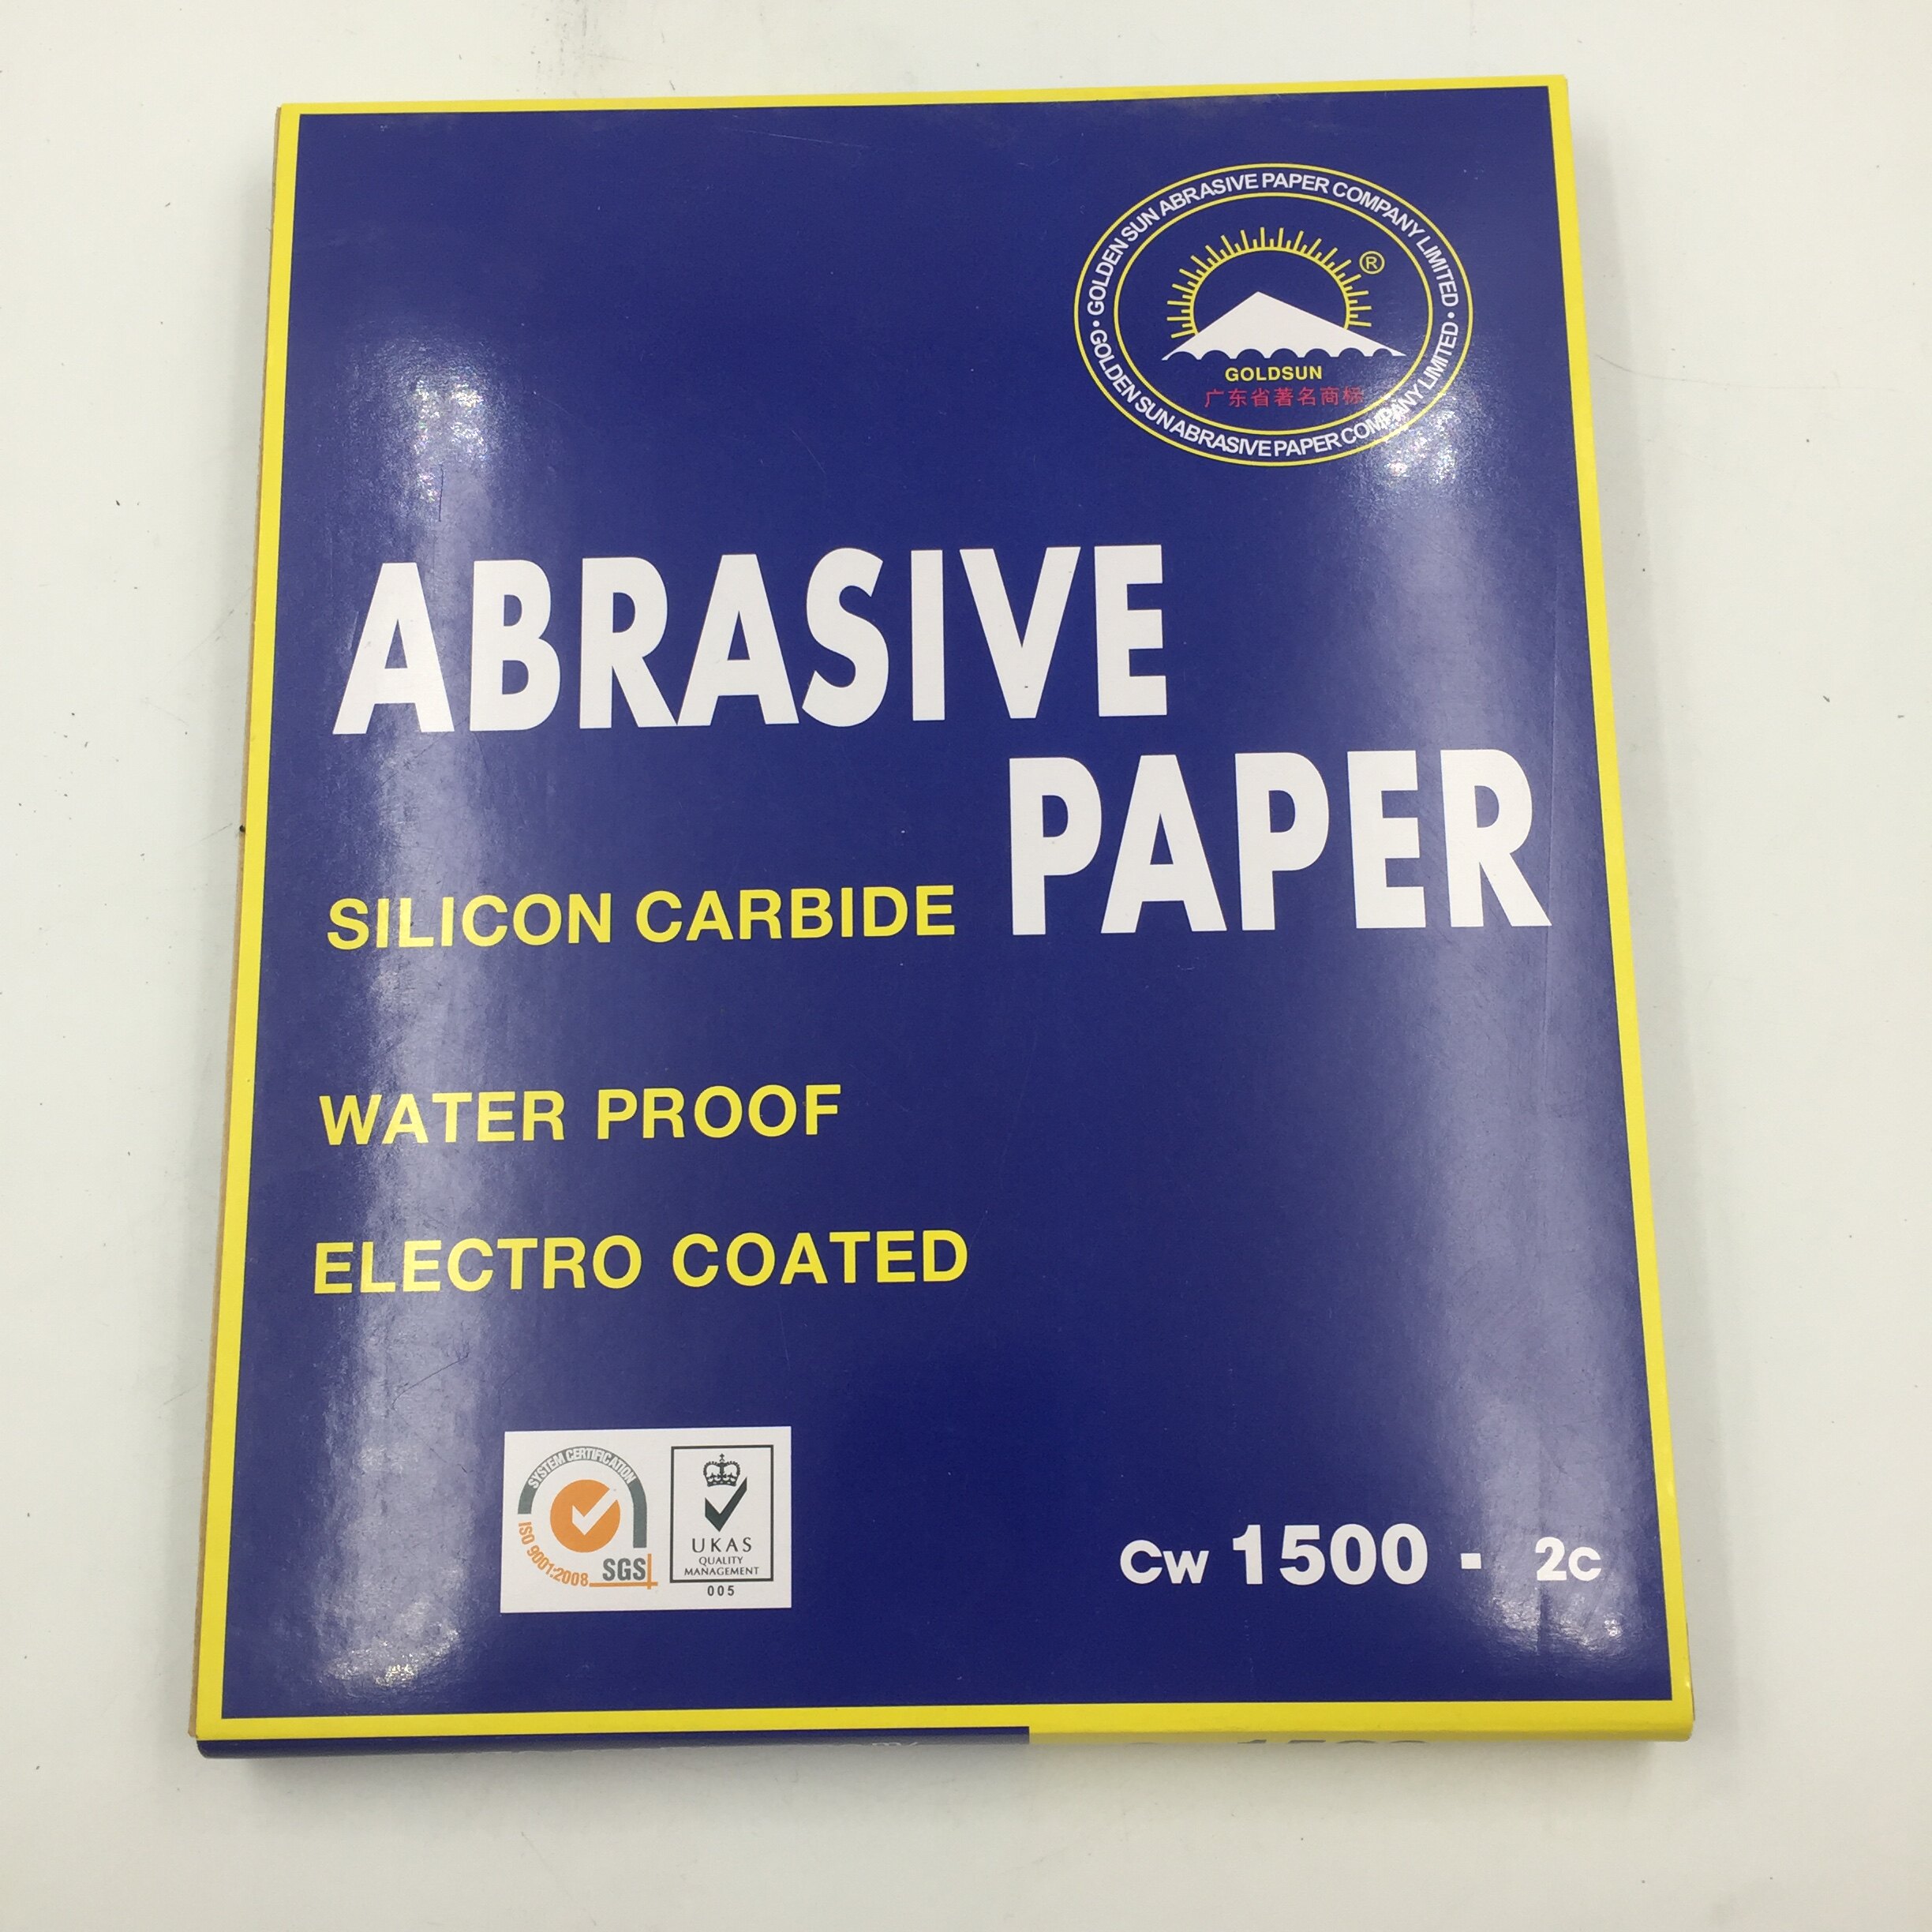 • GOLDEN SUN ABRASIVE PAPER COMPANY LIMITED •
GOLDEN SUN ABRASIVE PAPER COMPANY LIMITED
®
GOLDSUN
广东省著名商标
ABRASIVE
PAPER
SILICON CARBIDE
WATER PROOF
ELECTRO COATED
SYSTEM CERTIFICATION
ISO 9001:2008
SGS
UKAS
QUALITY
MANAGEMENT
005
CW 1500 - 2C